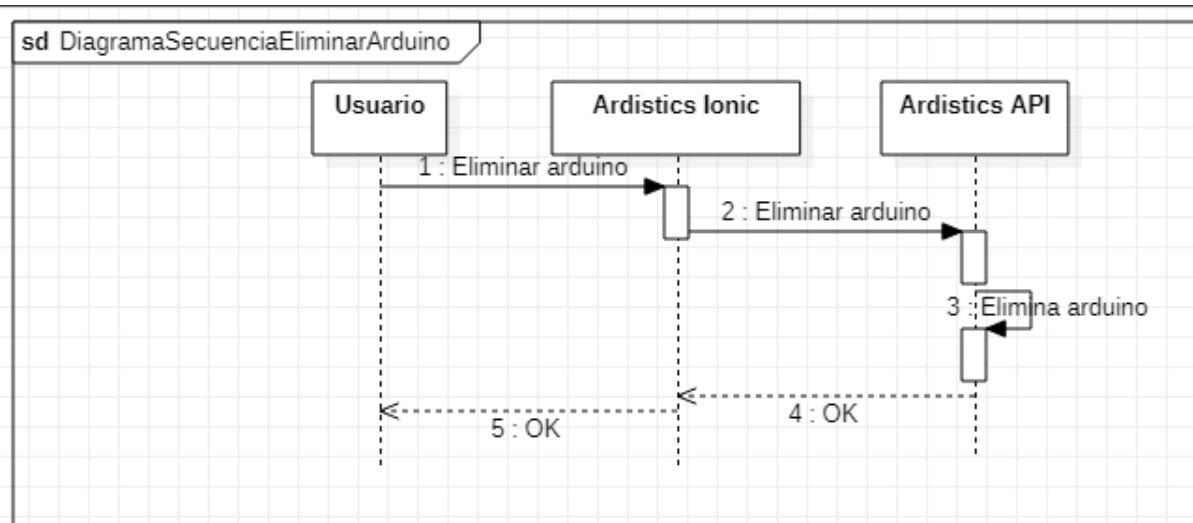 sd DiagramaSecuenciaEliminarArduino
Usuario
Ardistics Ionic
Ardistics API
1 : Eliminar arduino
2 : Eliminar arduino
3 : Elimina arduino
4 : OK
5 : OK